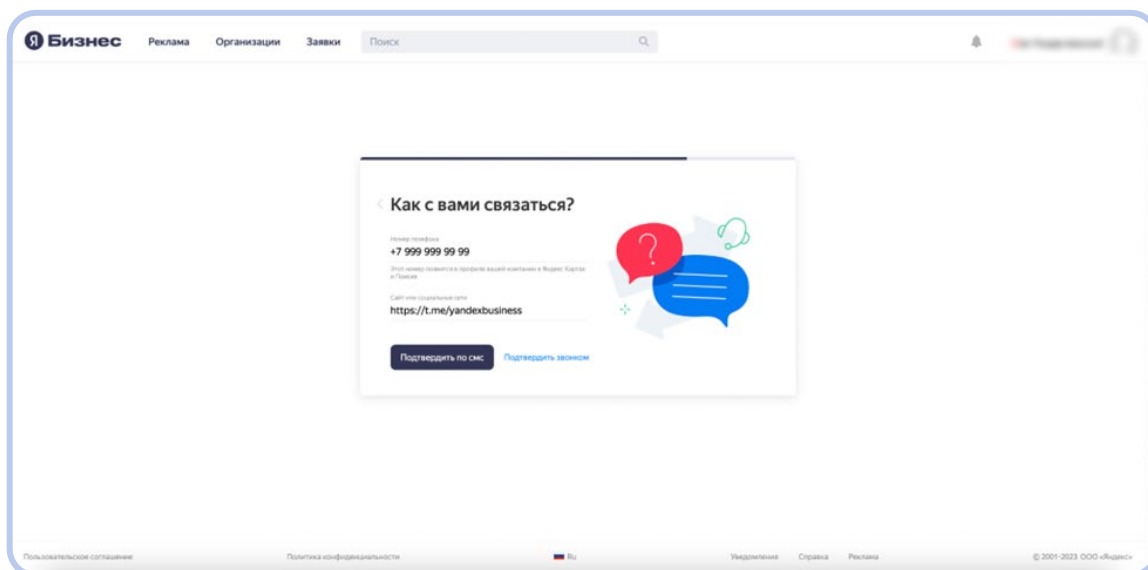 Я Бизнес Реклама Организации Заявки Поиск
Как с вами связаться?
Номер телефона
+7 999 999 99 99
Этот номер появится в профиле вашей компании в Яндекс Картах
и Поиске
Сайт или социальные сети
https://t.me/yandexbusiness
Подтвердить по смс Подтвердить звонком
Пользовательское соглашение Политика конфиденциальности Ru Уведомления Справка Реклама © 2001-2023 ООО «Яндекс»